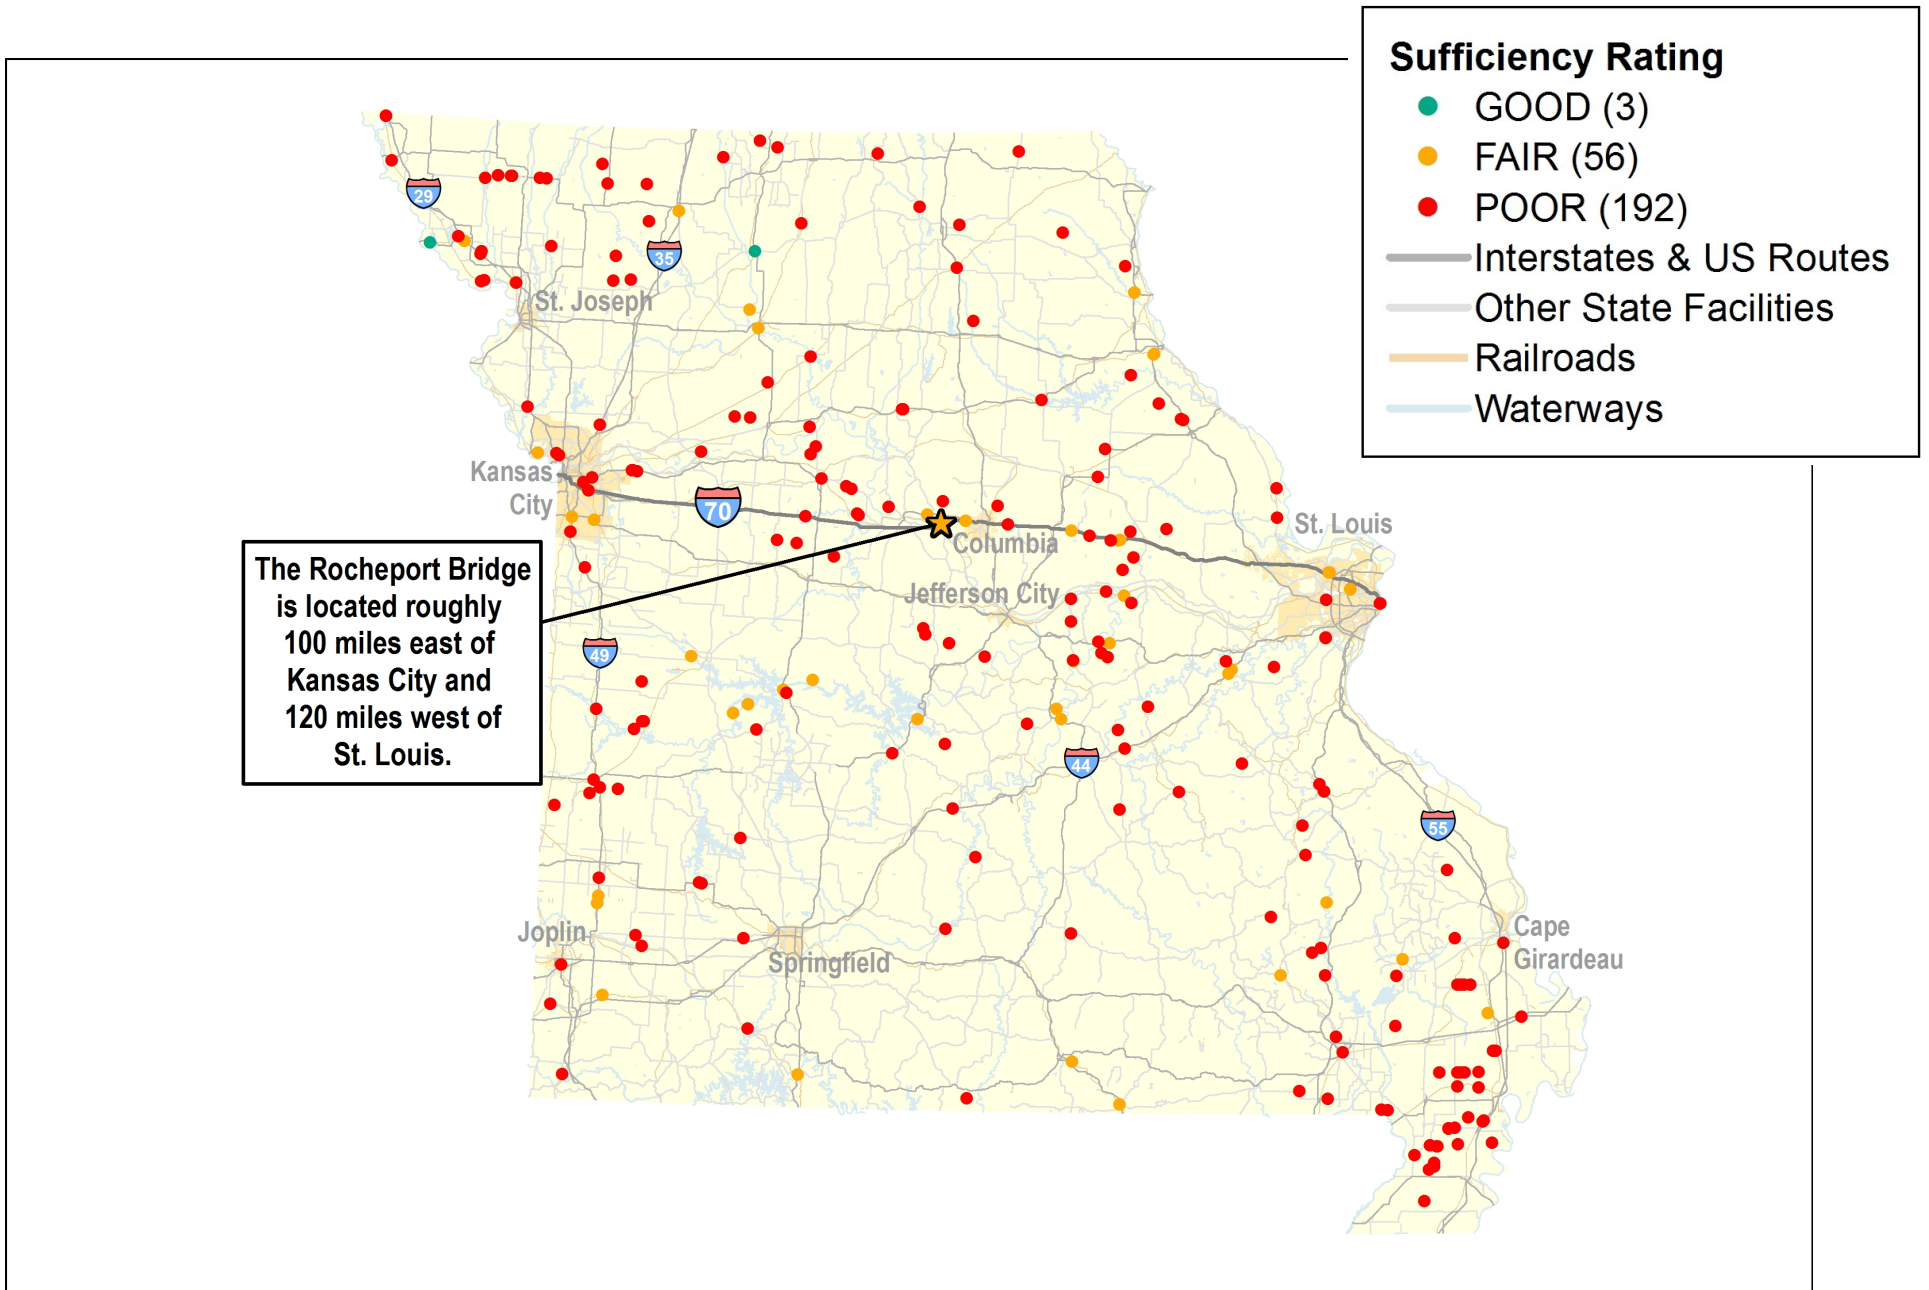 Sufficiency Rating
GOOD (3)
FAIR (56)
POOR (192)
Interstates & US Routes
Other State Facilities
Railroads
Waterways
29
35
St. Joseph
Kansas
City
70
St. Louis
Columbia
The Rocheport Bridge
is located roughly
100 miles east of
Kansas City and
120 miles west of
St. Louis.
Jefferson City
49
44
55
Joplin
Springfield
Cape
Girardeau